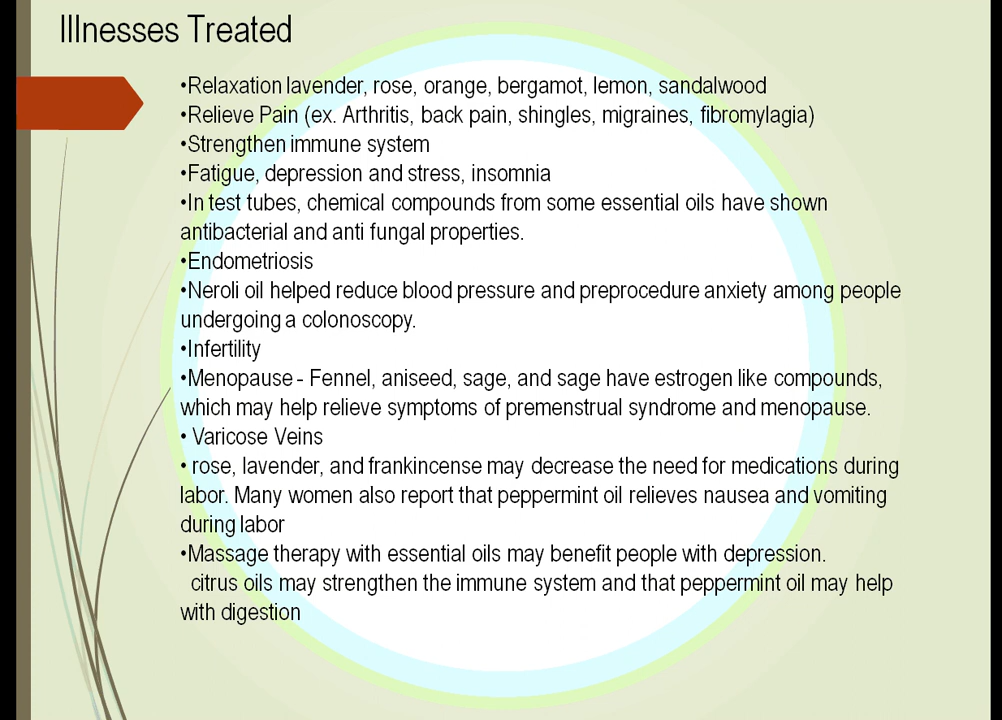 Illnesses Treated
•Relaxation lavender, rose, orange, bergamot, lemon, sandalwood
•Relieve Pain (ex. Arthritis, back pain, shingles, migraines, fibromylagia)
•Strengthen immune system
•Fatigue, depression and stress, insomnia
•In test tubes, chemical compounds from some essential oils have shown
antibacterial and anti fungal properties.
•Endometriosis
•Neroli oil helped reduce blood pressure and preprocedure anxiety among people
undergoing a colonoscopy.
•Infertility
•Menopause - Fennel, aniseed, sage, and sage have estrogen like compounds,
which may help relieve symptoms of premenstrual syndrome and menopause.
• Varicose Veins
• rose, lavender, and frankincense may decrease the need for medications during
labor. Many women also report that peppermint oil relieves nausea and vomiting
during labor
•Massage therapy with essential oils may benefit people with depression.
citrus oils may strengthen the immune system and that peppermint oil may help
with digestion